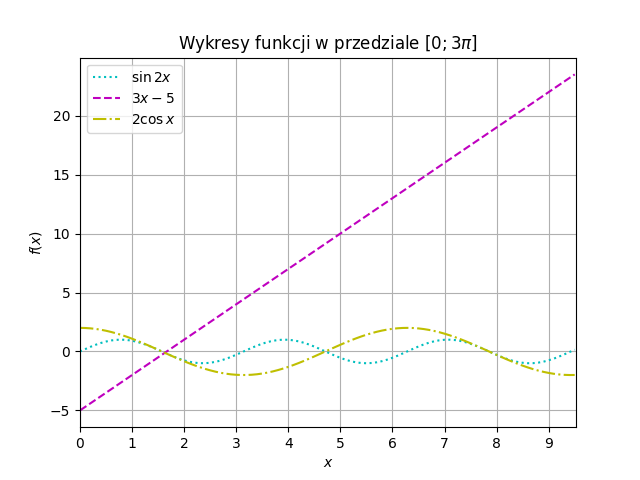 Wykresy funkcji w przedziale [0; 3π]
sin 2x
3x − 5
2cos x
20
15
10
5
0
−5
f(x)
0 1 2 3 4 5 6 7 8 9
x